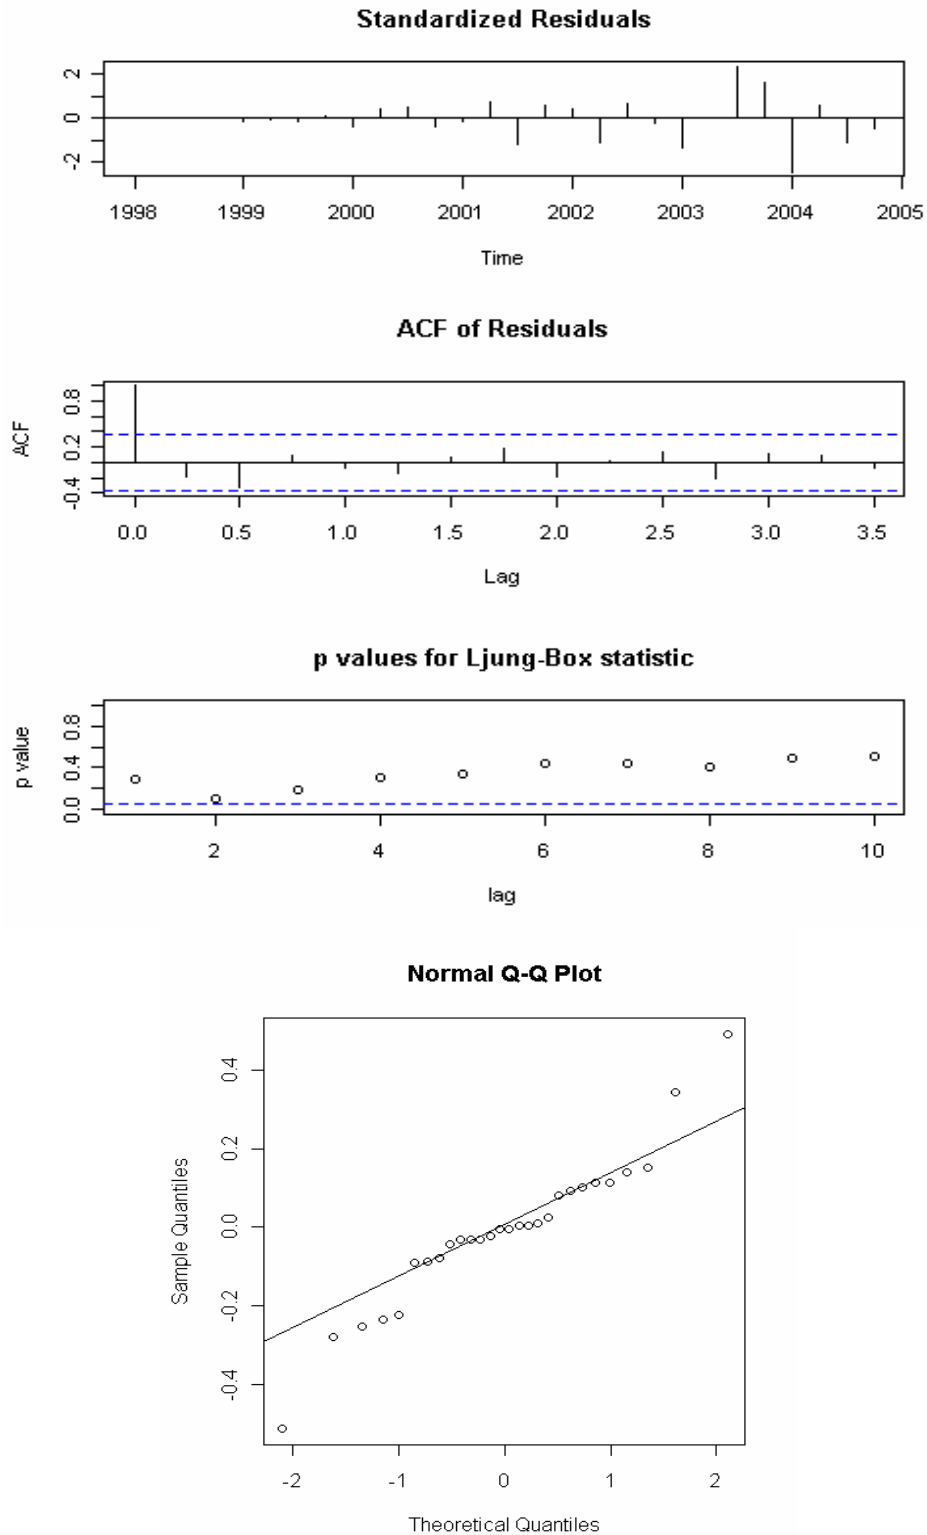 Standardized Residuals
2
0
-2
1998 1999 2000 2001 2002 2003 2004 2005
Time
ACF of Residuals
ACF
0.8
0.2
-0.4
0.0 0.5 1.0 1.5 2.0 2.5 3.0 3.5
Lag
p values for Ljung-Box statistic
p value
0.8
0.4
0.0
2 4 6 8 10
lag
Normal Q-Q Plot
Sample Quantiles
0.4
0.2
0.0
-0.2
-0.4
-2 -1 0 1 2
Theoretical Quantiles